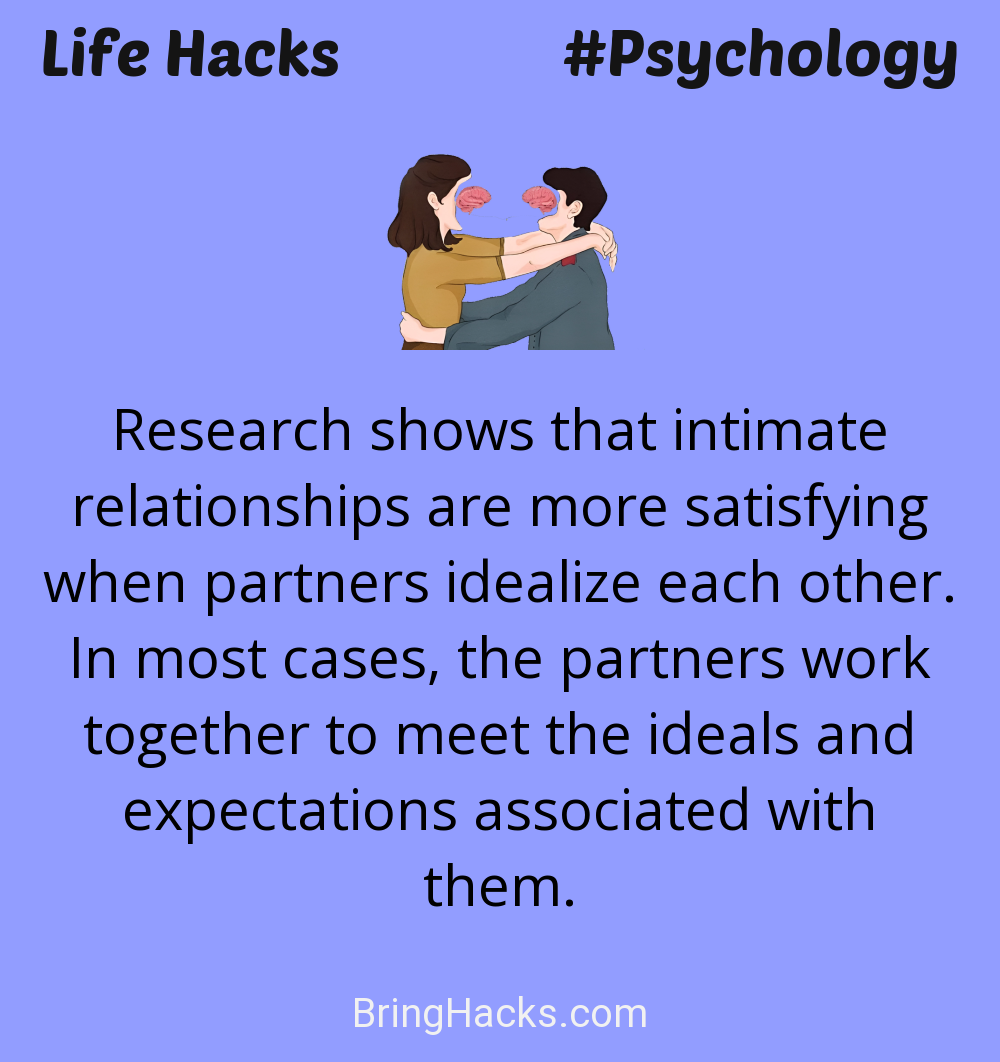 Life Hacks #Psychology
Research shows that intimate
relationships are more satisfying
when partners idealize each other.
In most cases, the partners work
together to meet the ideals and
expectations associated with
them.
BringHacks.com